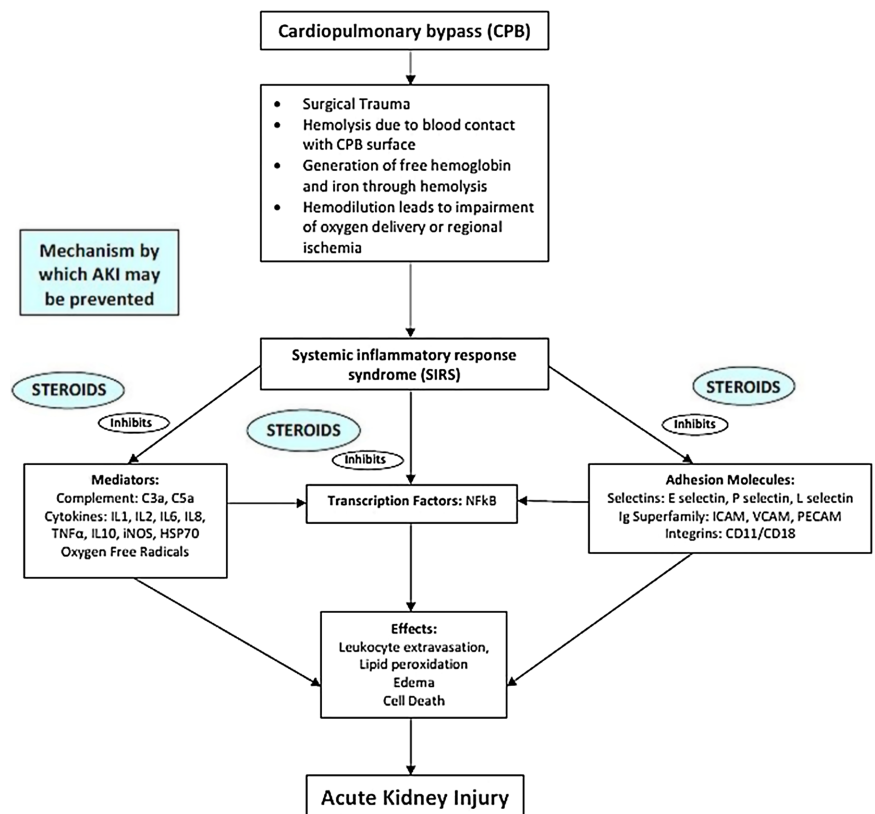 Cardiopulmonary bypass (CPB)
• Surgical Trauma
• Hemolysis due to blood contact
with CPB surface
• Generation of free hemoglobin
and iron through hemolysis
• Hemodilution leads to impairment
of oxygen delivery or regional
ischemia
Mechanism by
which AKI may
be prevented
Systemic inflammatory response
syndrome (SIRS)
STEROIDS
Inhibits
STEROIDS
Inhibits
STEROIDS
Inhibits
Mediators:
Complement: C3a, C5a
Cytokines: IL1, IL2, IL6, IL8,
TNFα, IL10, iNOS, HSP70
Oxygen Free Radicals
Transcription Factors: NFkB
Adhesion Molecules:
Selectins: E selectin, P selectin, L selectin
Ig Superfamily: ICAM, VCAM, PECAM
Integrins: CD11/CD18
Effects:
Leukocyte extravasation,
Lipid peroxidation
Edema
Cell Death
Acute Kidney Injury